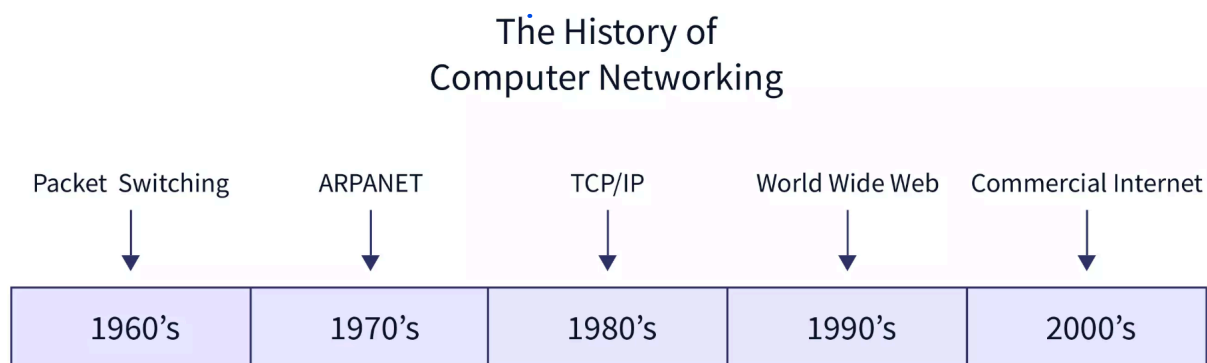 The History of
Computer Networking
Packet Switching ARPANET TCP/IP World Wide Web Commercial Internet
1960’s 1970’s 1980’s 1990’s 2000’s